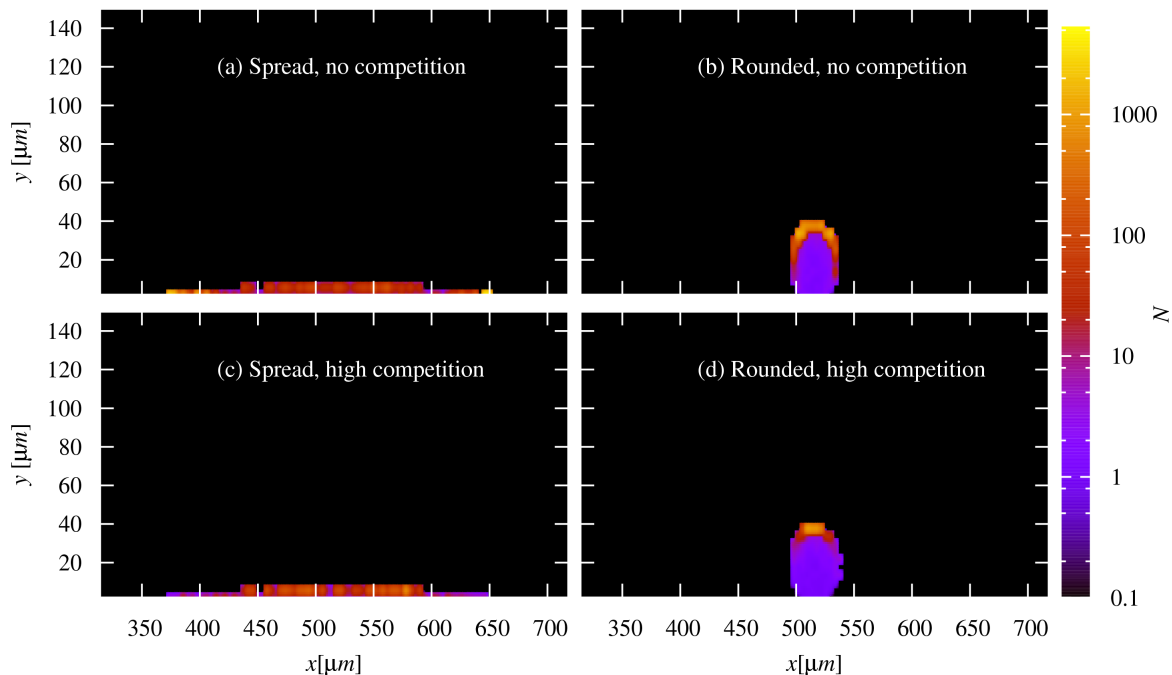 140
120
100
80
60
40
20
y [μm]
(a) Spread, no competition
(b) Rounded, no competition
140
120
100
80
60
40
20
y [μm]
(c) Spread, high competition
(d) Rounded, high competition
350 400 450 500 550 600 650 700
x[μm]
350 400 450 500 550 600 650 700
x[μm]
1000
100
10
1
0.1
N